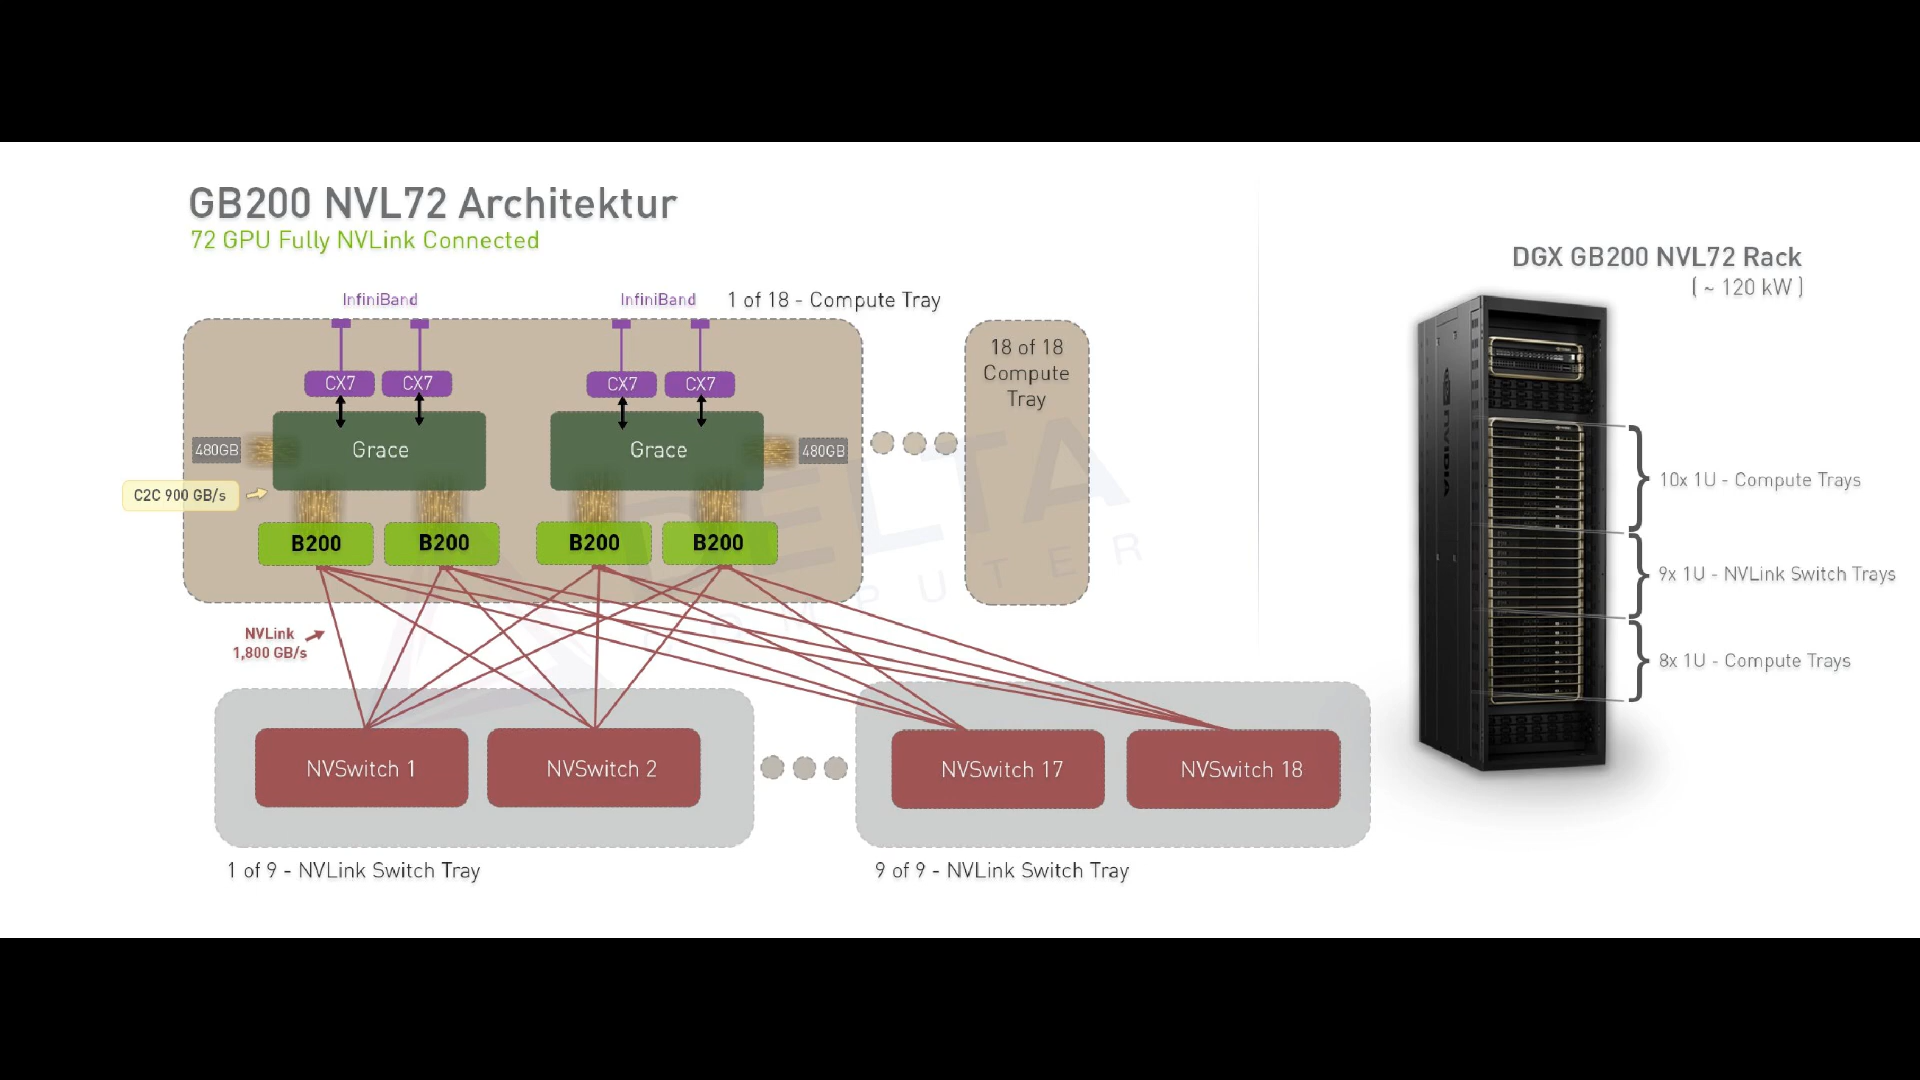 GB200 NVL72 Architektur
72 GPU Fully NVLink Connected
InfiniBand
InfiniBand
1 of 18 - Compute Tray
CX7
CX7
CX7
CX7
480GB
Grace
Grace
480GB
C2C 900 GB/s
B200
B200
B200
B200
18 of 18
Compute
Tray
NVLink
1,800 GB/s
NVSwitch 1
NVSwitch 2
NVSwitch 17
NVSwitch 18
1 of 9 - NVLink Switch Tray
9 of 9 - NVLink Switch Tray
DELTA
COMPUTER
DGX GB200 NVL72 Rack
( ~ 120 kW )
NVIDIA
10x 1U - Compute Trays
9x 1U - NVLink Switch Trays
8x 1U - Compute Trays